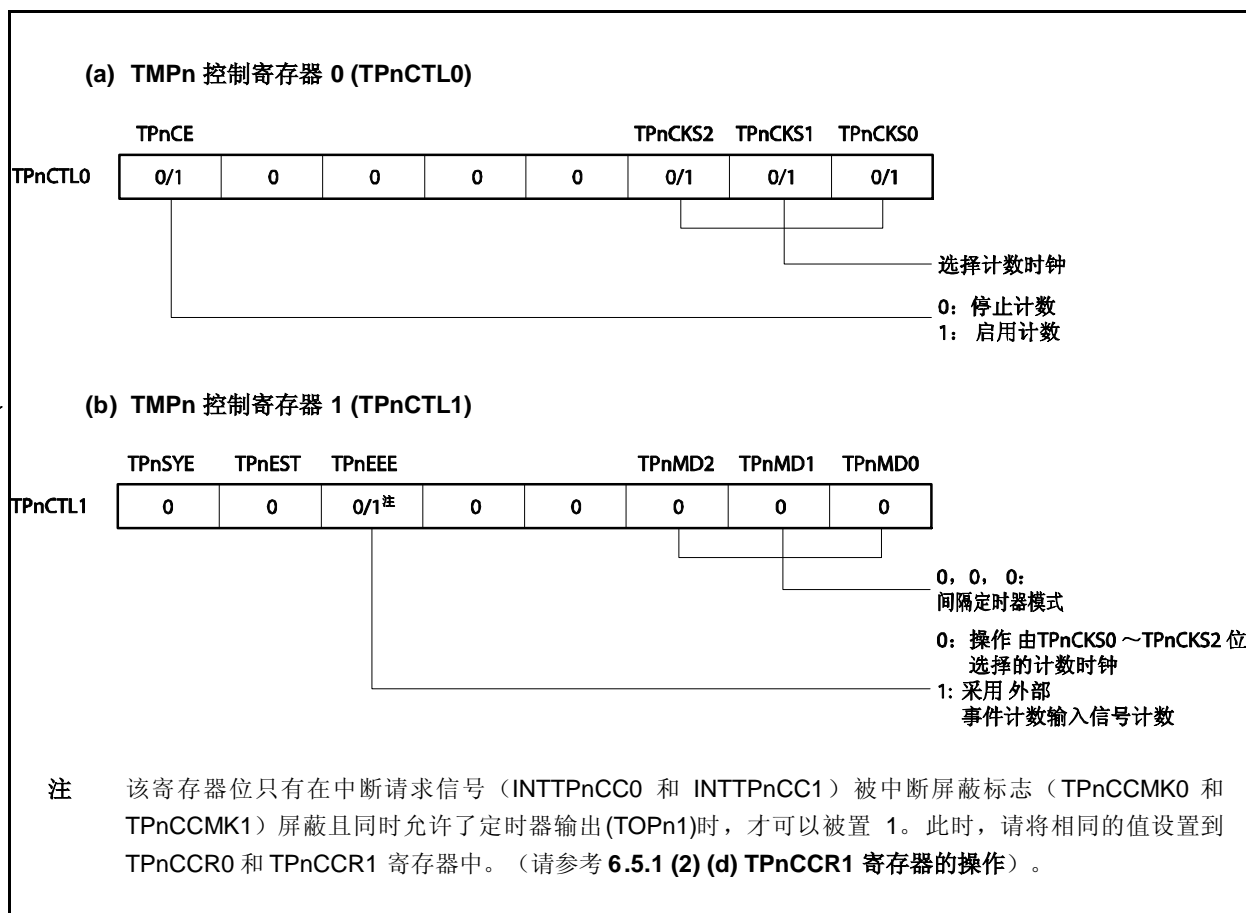 (a) TMPn 控制寄存器 0 (TPnCTL0)
TPnCE TPnCKS2 TPnCKS1 TPnCKS0
TPnCTL0 0/1 0 0 0 0 0/1 0/1 0/1
选择计数时钟
0：停止计数
1： 启用计数
(b) TMPn 控制寄存器 1 (TPnCTL1)
TPnSYE TPnEST TPnEEE TPnMD2 TPnMD1 TPnMD0
TPnCTL1 0 0 0/1注 0 0 0 0 0
0，0，0：
间隔定时器模式
0：操作 由TPnCKS0 ～TPnCKS2 位
选择的计数时钟
1: 采用 外部
事件计数输入信号计数
注 该寄存器位只有在中断请求信号（INTTPnCC0 和 INTTPnCC1）被中断屏蔽标志（TPnCCMK0 和
TPnCCMK1）屏蔽且同时允许了定时器输出(TOPn1)时，才可以被置 1。此时，请将相同的值设置到
TPnCCR0 和 TPnCCR1 寄存器中。（请参考 6.5.1 (2) (d) TPnCCR1 寄存器的操作）。